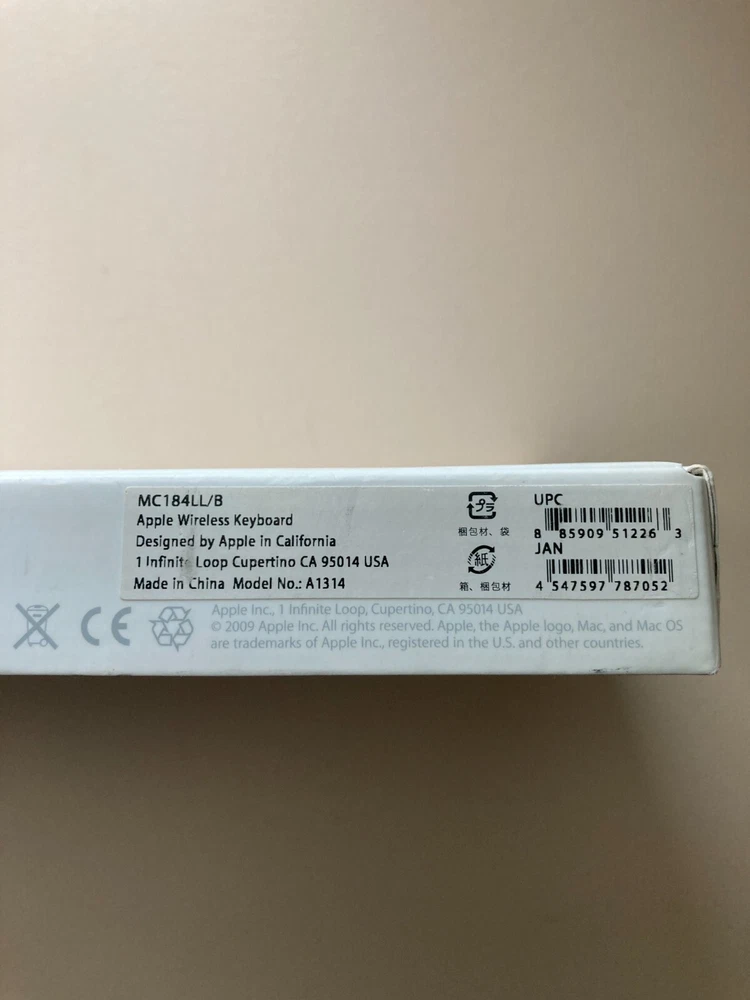 MC184LL/B
Apple Wireless Keyboard
Designed by Apple in California
1 Infinite Loop Cupertino CA 95014 USA
Made in China Model No.: A1314
プラ
梱包材、袋
紙
箱、梱包材
UPC
8 85909 51226 3
JAN
4 547597 787052
CE
Apple Inc., 1 Infinite Loop, Cupertino, CA 95014 USA
© 2009 Apple Inc. All rights reserved. Apple, the Apple logo, Mac, and Mac OS
are trademarks of Apple Inc., registered in the U.S. and other countries.